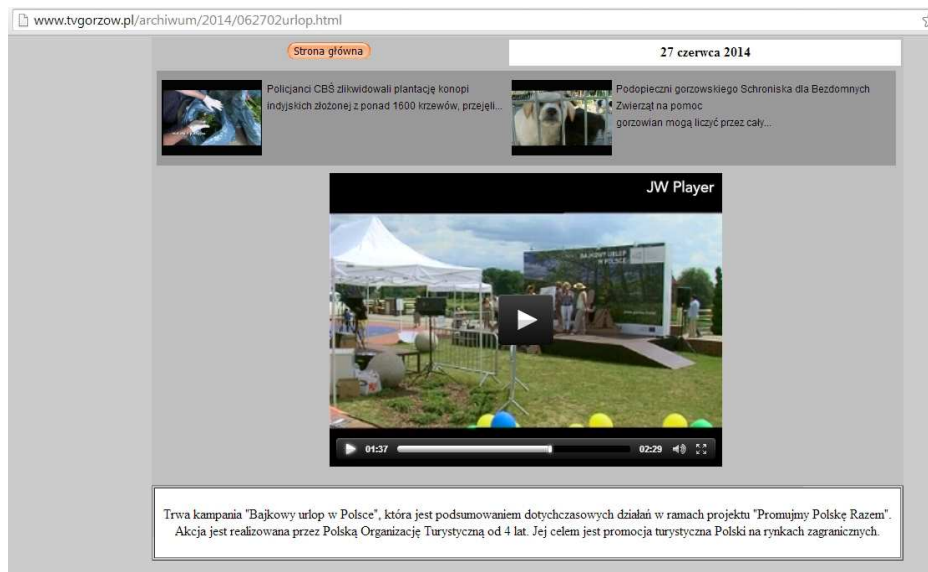 www.tvgorzow.pl/archiwum/2014/062702urlop.html
Strona główna
27 czerwca 2014
Policjanci CBŚ zlikwidowali plantację konopi
indyjskich złożonej z ponad 1600 krzewów, przejęli...
Podopieczni gorzowskiego Schroniska dla Bezdomnych
Zwierząt na pomoc
gorzowian mogą liczyć przez cały...
JW Player
BAJKOWY URLOP
W POLSCE
01:37
02:29
Trwa kampania "Bajkowy urlop w Polsce", która jest podsumowaniem dotychczasowych działań w ramach projektu "Promujmy Polskę Razem".
Akcja jest realizowana przez Polską Organizację Turystyczną od 4 lat. Jej celem jest promocja turystyczna Polski na rynkach zagranicznych.